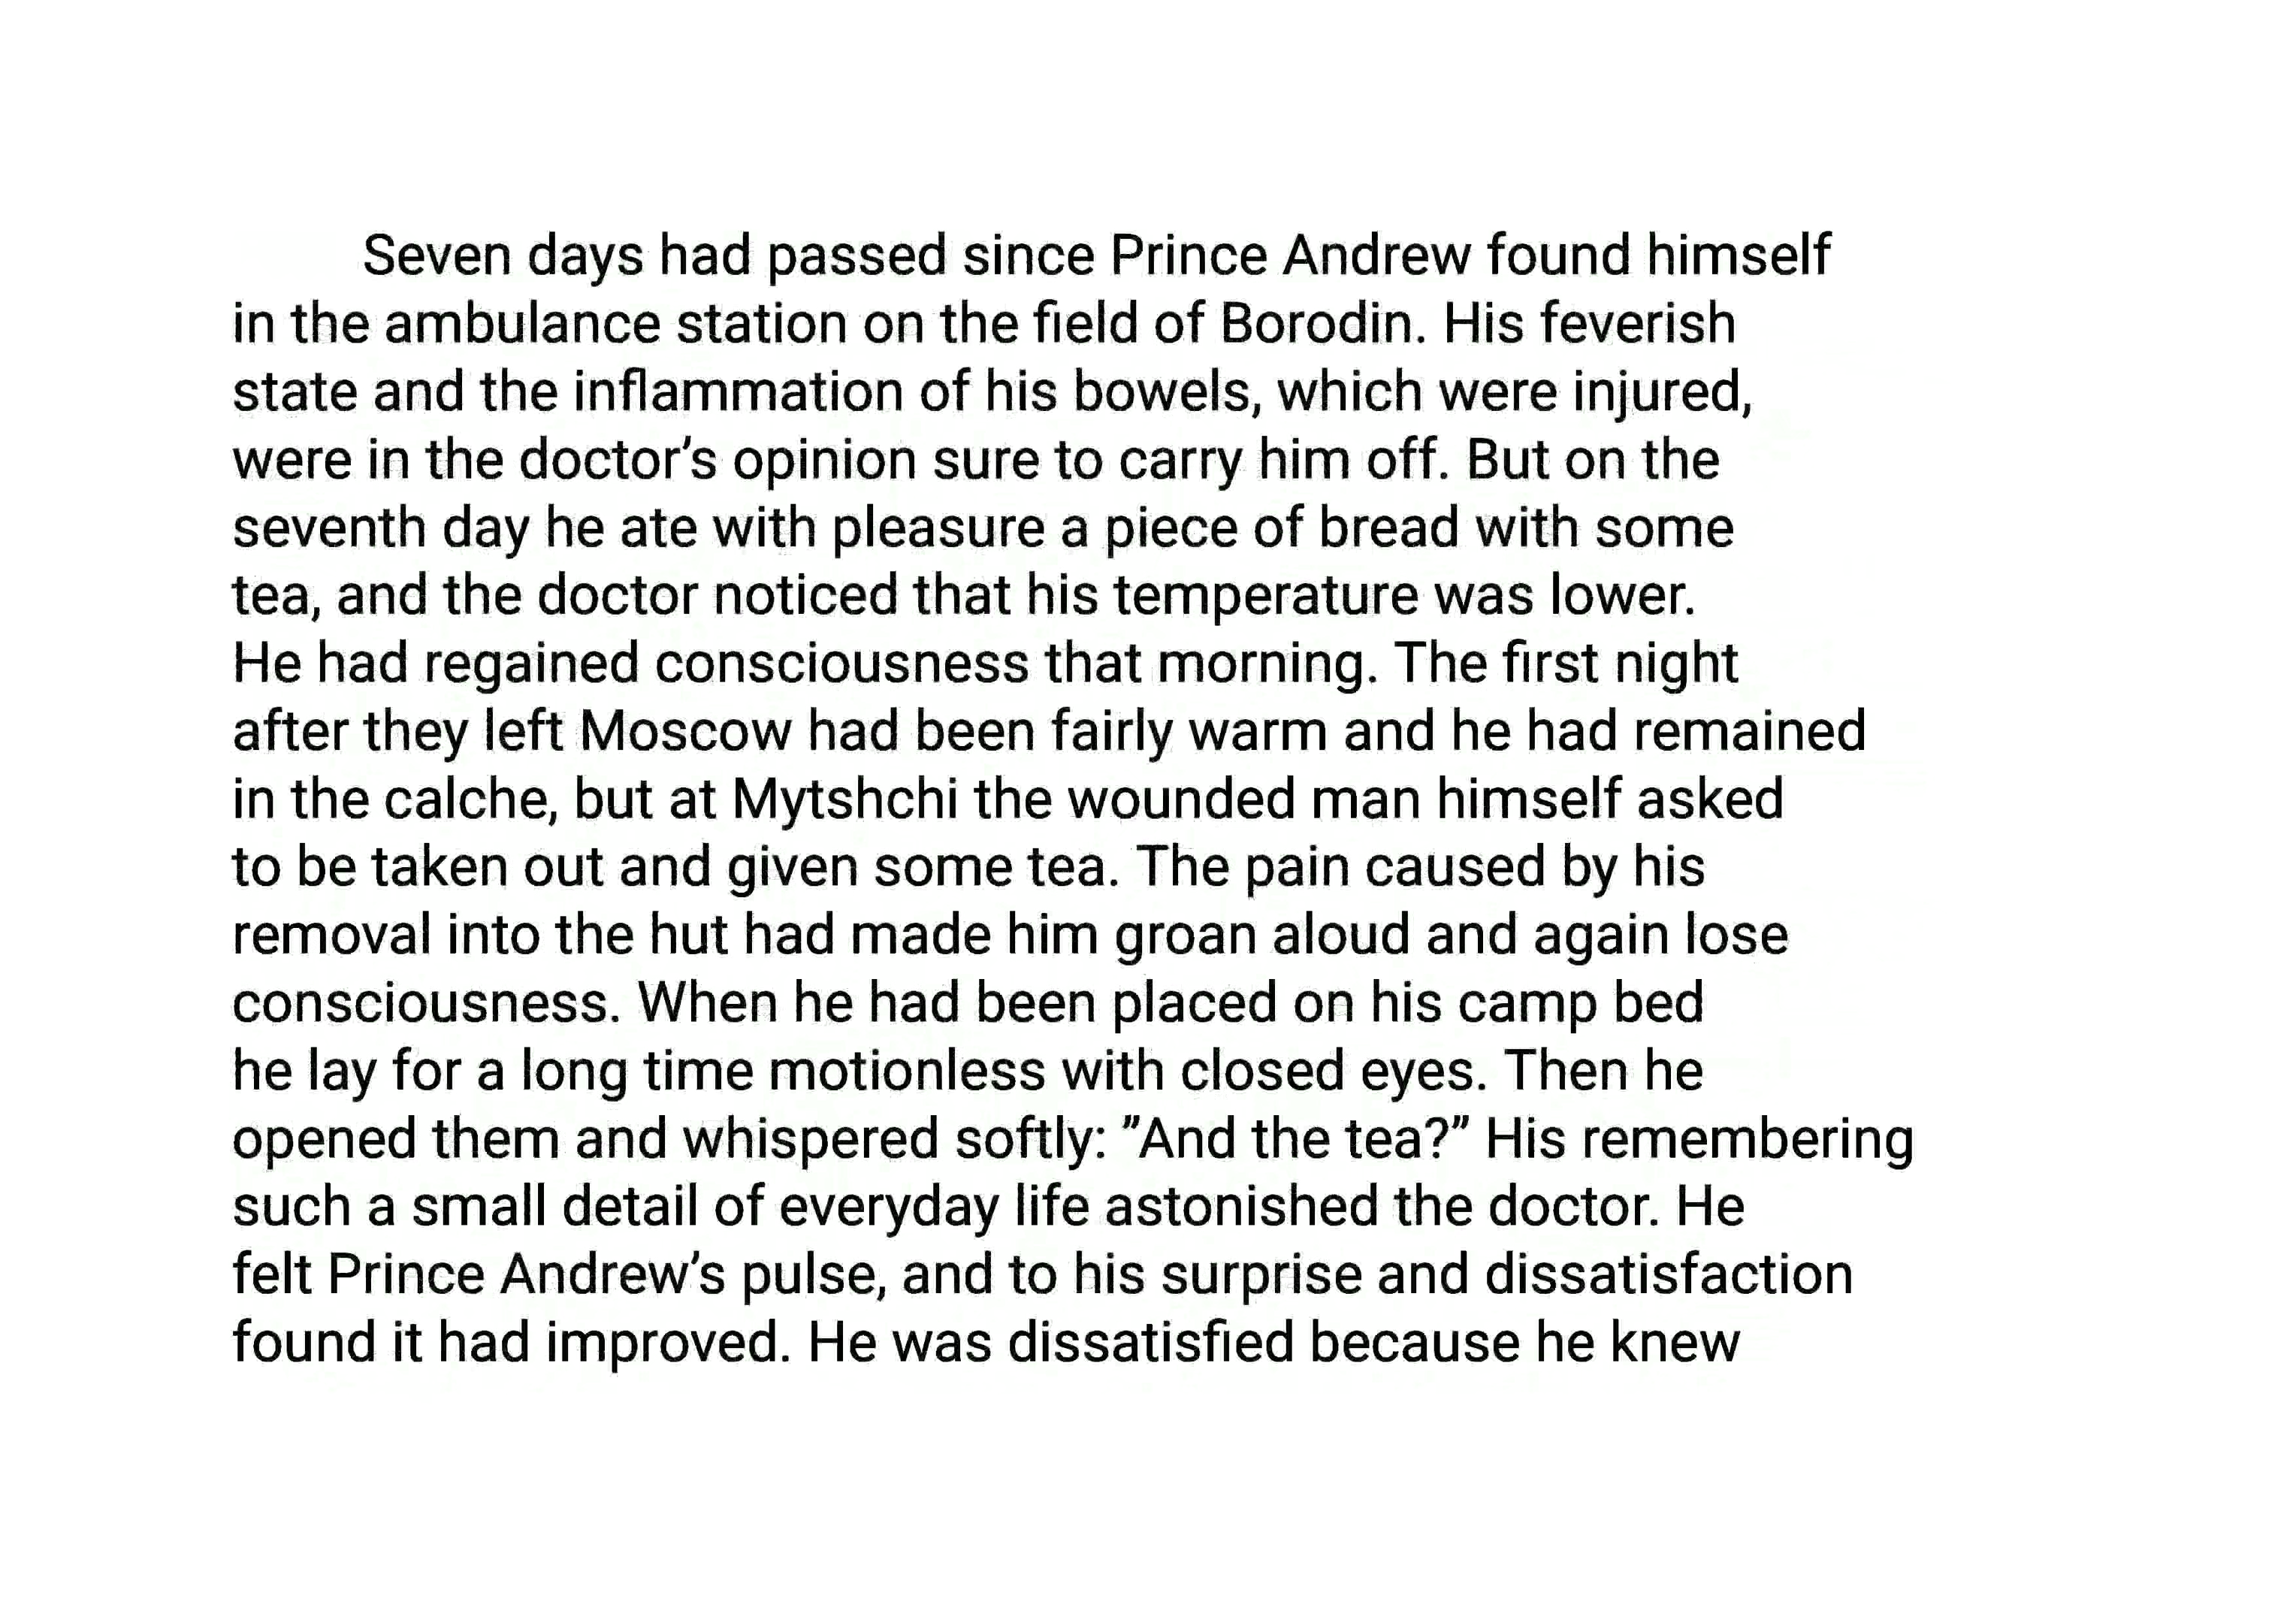 Seven days had passed since Prince Andrew found himself
in the ambulance station on the field of Borodin. His feverish
state and the inflammation of his bowels, which were injured,
were in the doctor’s opinion sure to carry him off. But on the
seventh day he ate with pleasure a piece of bread with some
tea, and the doctor noticed that his temperature was lower.
He had regained consciousness that morning. The first night
after they left Moscow had been fairly warm and he had remained
in the calche, but at Mytshchi the wounded man himself asked
to be taken out and given some tea. The pain caused by his
removal into the hut had made him groan aloud and again lose
consciousness. When he had been placed on his camp bed
he lay for a long time motionless with closed eyes. Then he
opened them and whispered softly: ”And the tea?” His remembering
such a small detail of everyday life astonished the doctor. He
felt Prince Andrew’s pulse, and to his surprise and dissatisfaction
found it had improved. He was dissatisfied because he knew